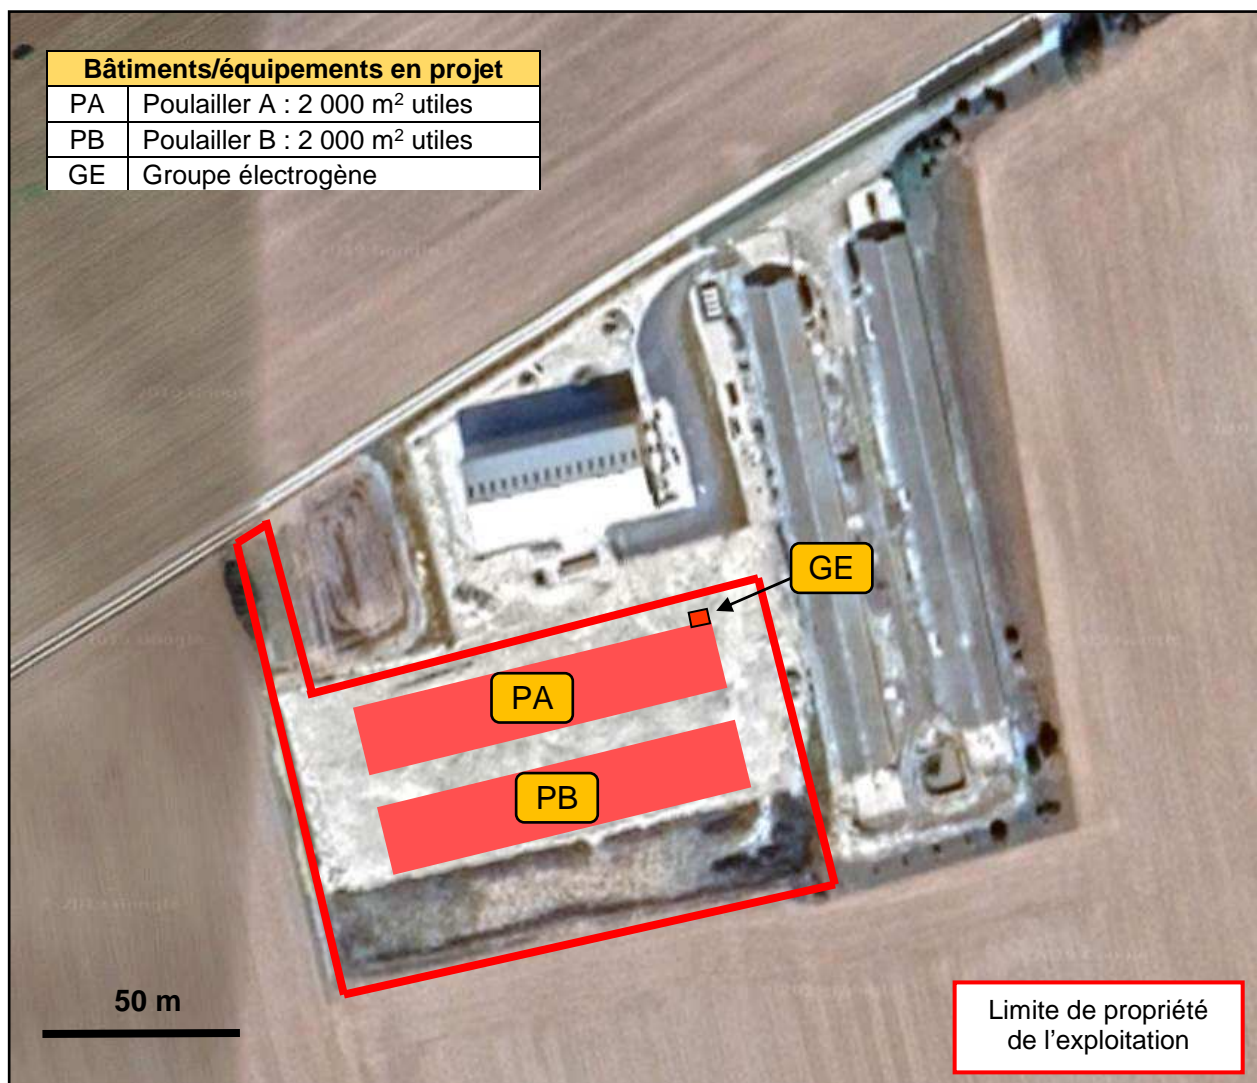 Bâtiments/équipements en projet
PA Poulailler A : 2 000 m² utiles
PB Poulailler B : 2 000 m² utiles
GE Groupe électrogène
GE
PA
PB
50 m
Limite de propriété
de l'exploitation